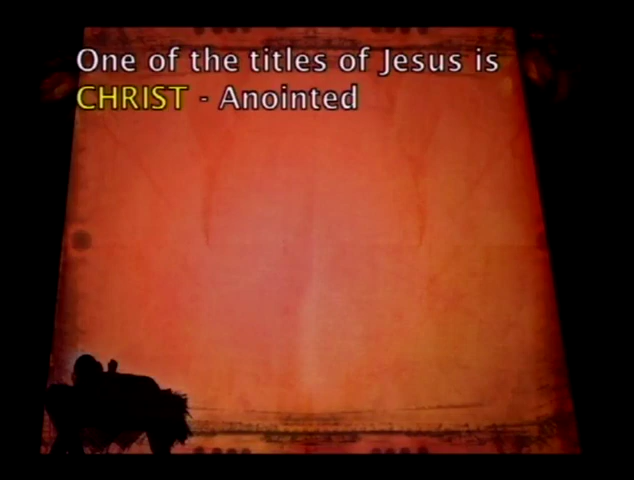 One of the titles of Jesus is
CHRIST - Anointed